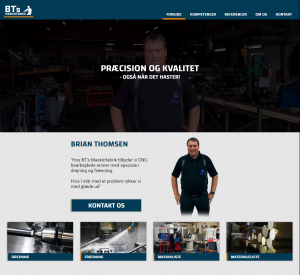 BTs
FORSIDE KOMPETENCER REFERENCER OM OS KONTAKT
PRÆCISION OG KVALITET
- OGSÅ NÅR DET HASTER!
BRIAN THOMSEN
"Hos BT's Maskinfabrik tilbyder vi CNC-
bearbejdede emner med speciale i
drejning og fræsning.
Hvis I står med et problem rykker vi
med glæde ud"
KONTAKT OS
DREJNING FRÆSNING MASKINLISTE MATERIALELISTE